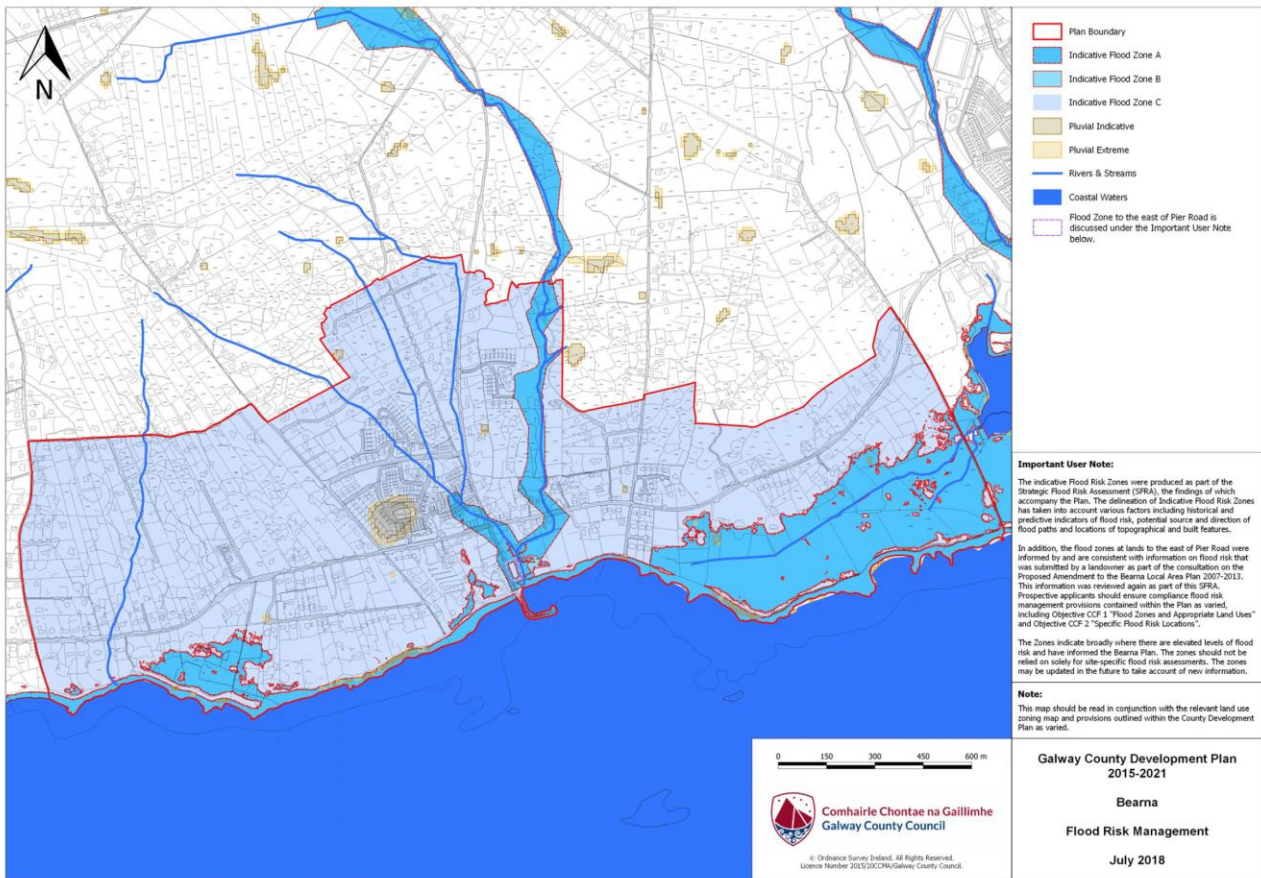 N
Plan Boundary
Indicative Flood Zone A
Indicative Flood Zone B
Indicative Flood Zone C
Pluvial Indicative
Pluvial Extreme
Rivers & Streams
Coastal Waters
Flood Zone to the east of Pier Road is
discussed under the Important User Note
below.
Important User Note:
The indicative Flood Risk Zones were produced as part of the
Strategic Flood Risk Assessment (SFRA), the findings of which
accompany the Plan. The delineation of Indicative Flood Risk Zones
has taken into account various factors including historical and
predictive indicators of flood risk, potential source and direction of
flood paths and locations of topographical and built features.
In addition, the flood zones at lands to the east of Pier Road were
informed by and are consistent with information on flood risk that
was submitted by a landowner as part of the consultation on the
Proposed Amendment to the Bearna Local Area Plan 2007-2013.
This information was reviewed again as part of this SFRA.
Prospective applicants should ensure compliance flood risk
management provisions contained within the Plan as varied,
including Objective CCF 1 "Flood Zones and Appropriate Land Uses"
and Objective CCF 2 "Specific Flood Risk Locations".
The Zones indicate broadly where there are elevated levels of flood
risk and have informed the Bearna Plan. The zones should not be
relied on solely for site-specific flood risk assessments. The zones
may be updated in the future to take account of new information.
Note:
This map should be read in conjunction with the relevant land use
zoning map and provisions outlined within the County Development
Plan as varied.
0 150 300 450 600 m
Comhairle Chontae na Gaillimhe
Galway County Council
© Ordnance Survey Ireland. All Rights Reserved.
Licence Number 2015/20CCMA/Galway County Council.
Galway County Development Plan
2015-2021
Bearna
Flood Risk Management
July 2018